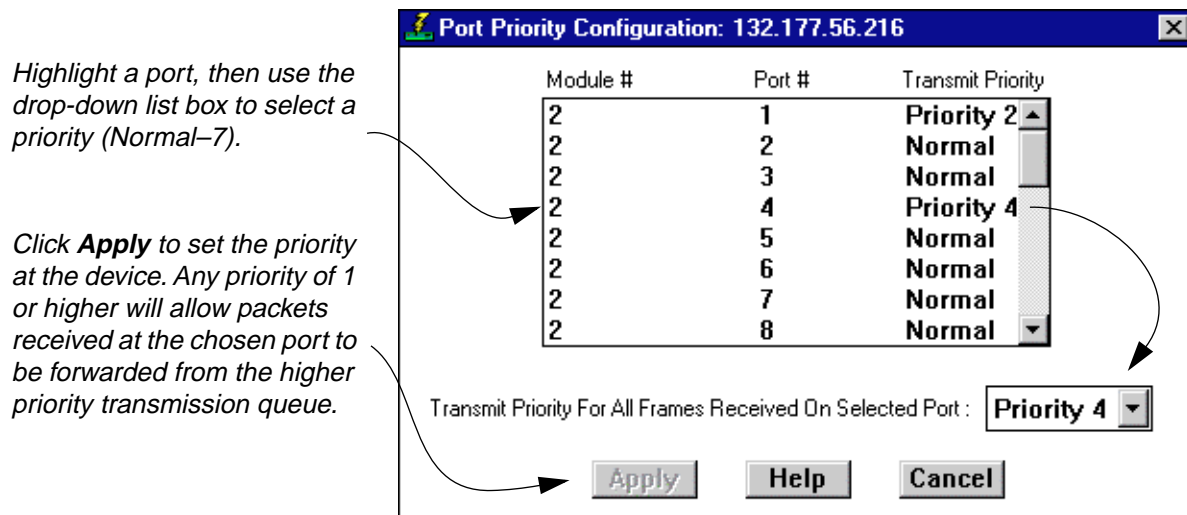 Port Priority Configuration: 132.177.56.216
Highlight a port, then use the
drop-down list box to select a
priority (Normal–7).
Click Apply to set the priority
at the device. Any priority of 1
or higher will allow packets
received at the chosen port to
be forwarded from the higher
priority transmission queue.
Module # Port # Transmit Priority
2 1 Priority 2
2 2 Normal
2 3 Normal
2 4 Priority 4
2 5 Normal
2 6 Normal
2 7 Normal
2 8 Normal
Transmit Priority For All Frames Received On Selected Port : Priority 4
Apply Help Cancel